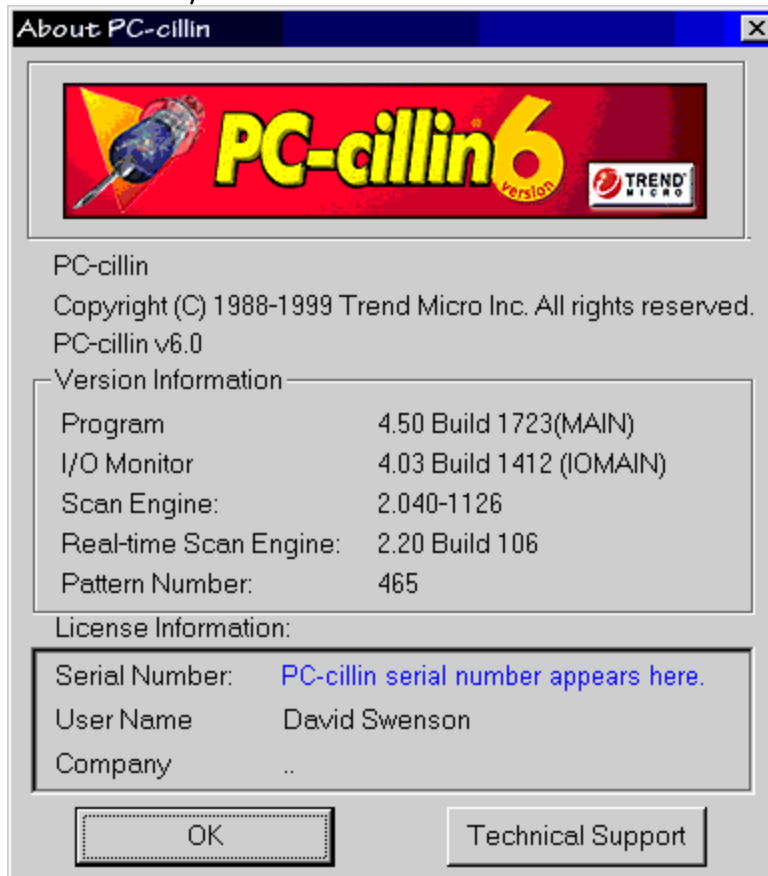 About PC-cillin
PC-cillin 6
version
TREND
MICRO
PC-cillin
Copyright (C) 1988-1999 Trend Micro Inc. All rights reserved.
PC-cillin v6.0
Version Information
Program 4.50 Build 1723(MAIN)
I/O Monitor 4.03 Build 1412 (IOMAIN)
Scan Engine: 2.040-1126
Real-time Scan Engine: 2.20 Build 106
Pattern Number: 465
License Information:
Serial Number: PC-cillin serial number appears here.
User Name David Swenson
Company ..
OK Technical Support